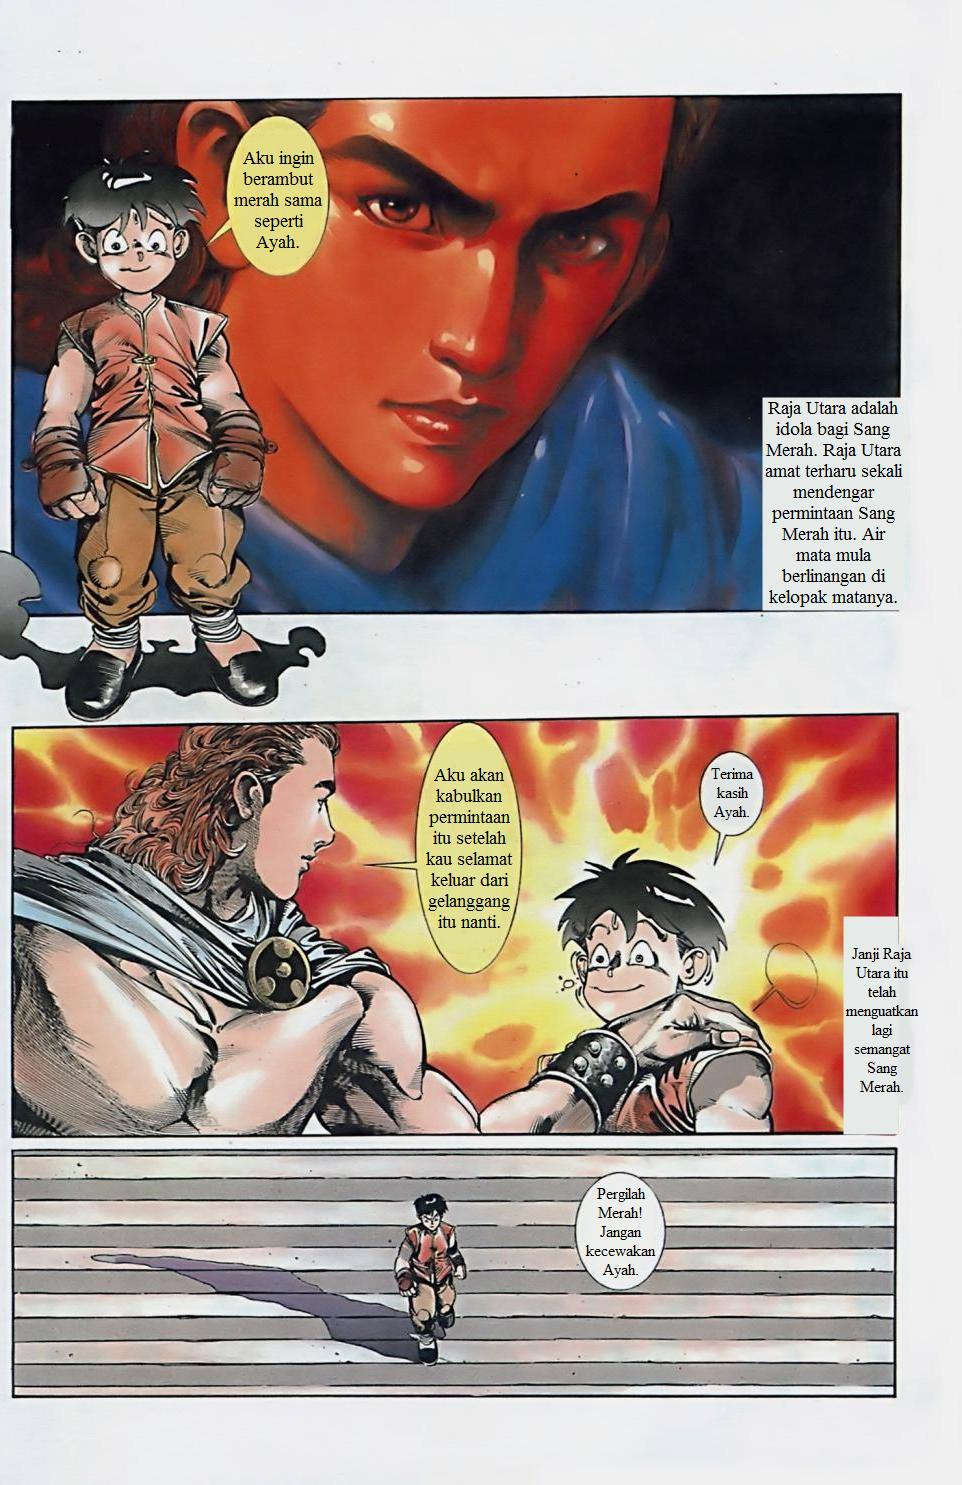 Aku ingin
berambut
merah sama
seperti
Ayah.
Raja Utara adalah
idola bagi Sang
Merah. Raja Utara
amat terharu sekali
mendengar
permintaan Sang
Merah itu. Air
mata mula
berlinangan di
kelopak matanya.
Aku akan
kabulkan
permintaan
itu setelah
kau selamat
keluar dari
gelanggang
itu nanti.
Terima
kasih
Ayah.
Janji Raja
Utara itu
telah
menguatkan
lagi
semangat
Sang
Merah.
Pergilah
Merah!
Jangan
kecewakan
Ayah.